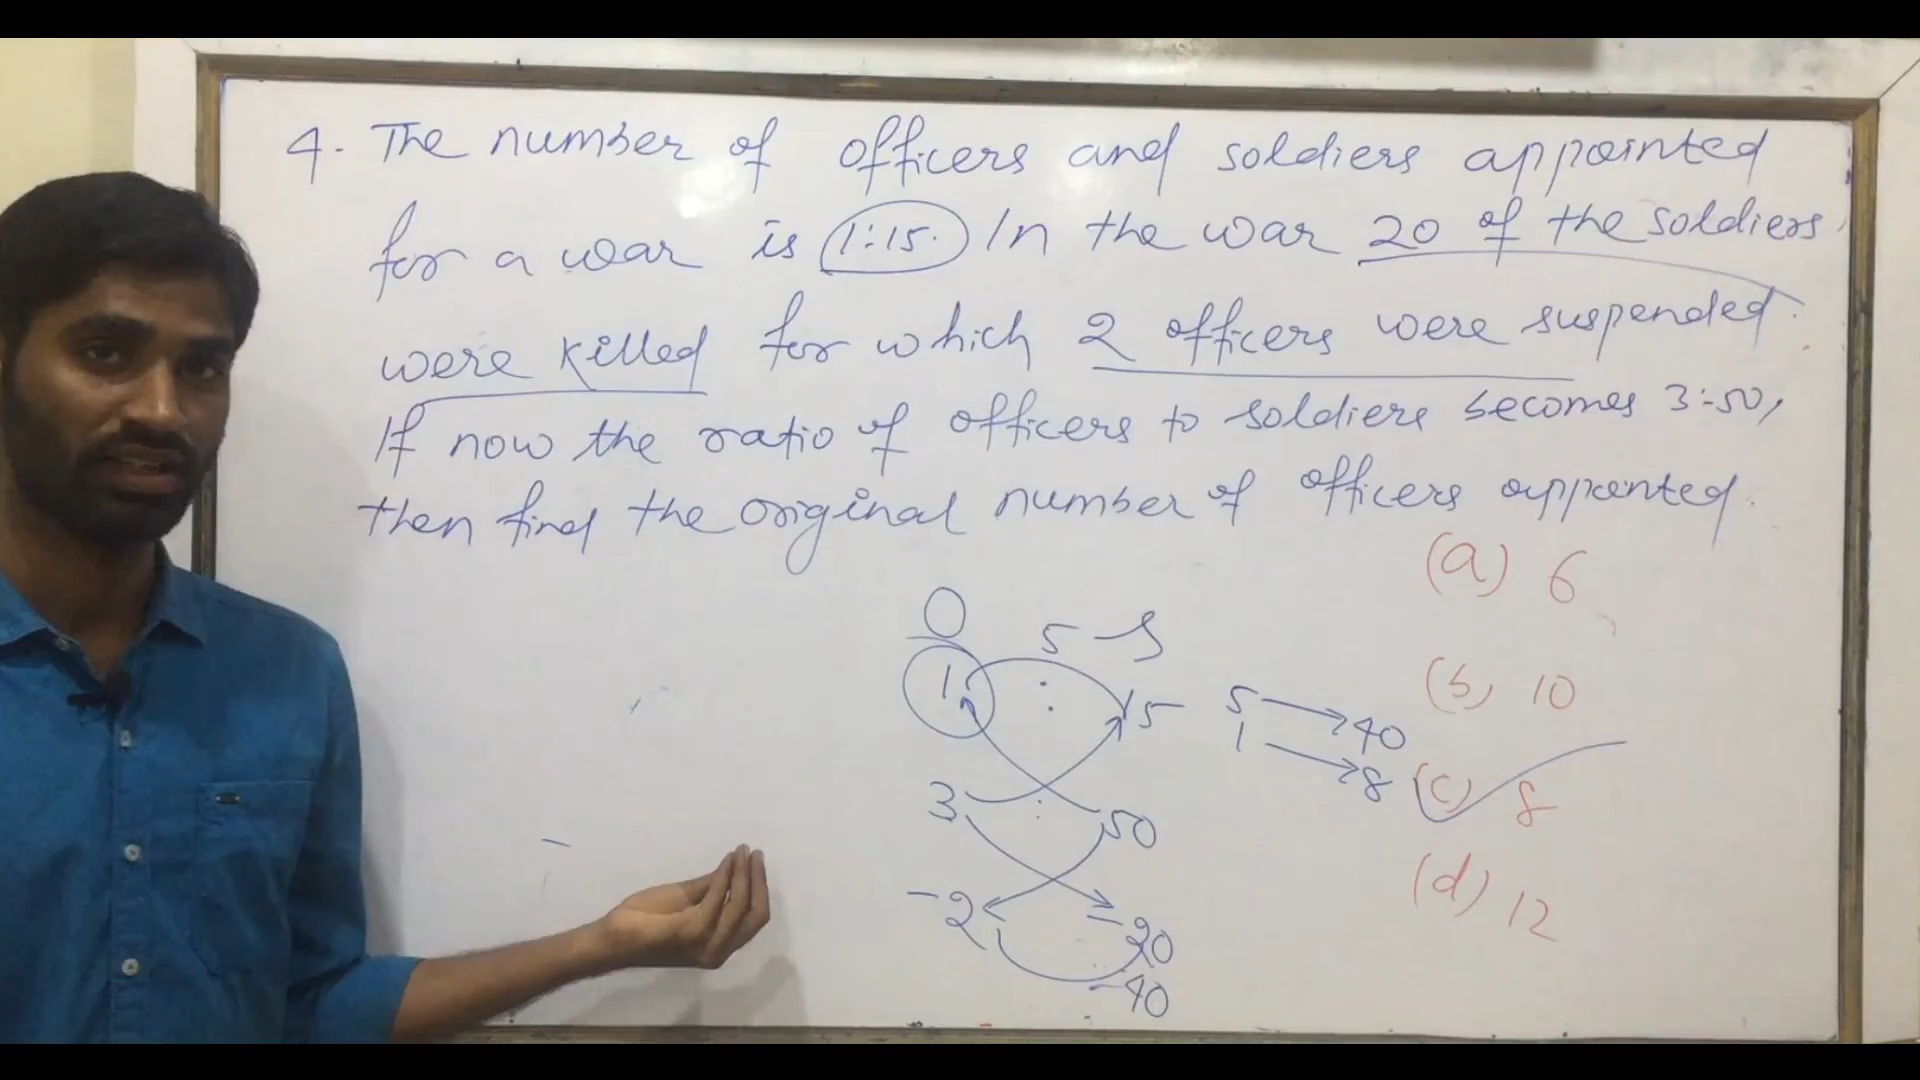 4. The number of officers and soldiers appointed
for a war is 1:15. In the war 20 of the soldiers
were killed for which 2 officers were suspended.
If now the ratio of officers to soldiers becomes 3:50,
then find the original number of officers appointed.
(a) 6
(b) 10
(c) 8
(d) 12
O 5 S
1 : 15
3 : 50
-2 -20
-40
5 → 40
1 → 8